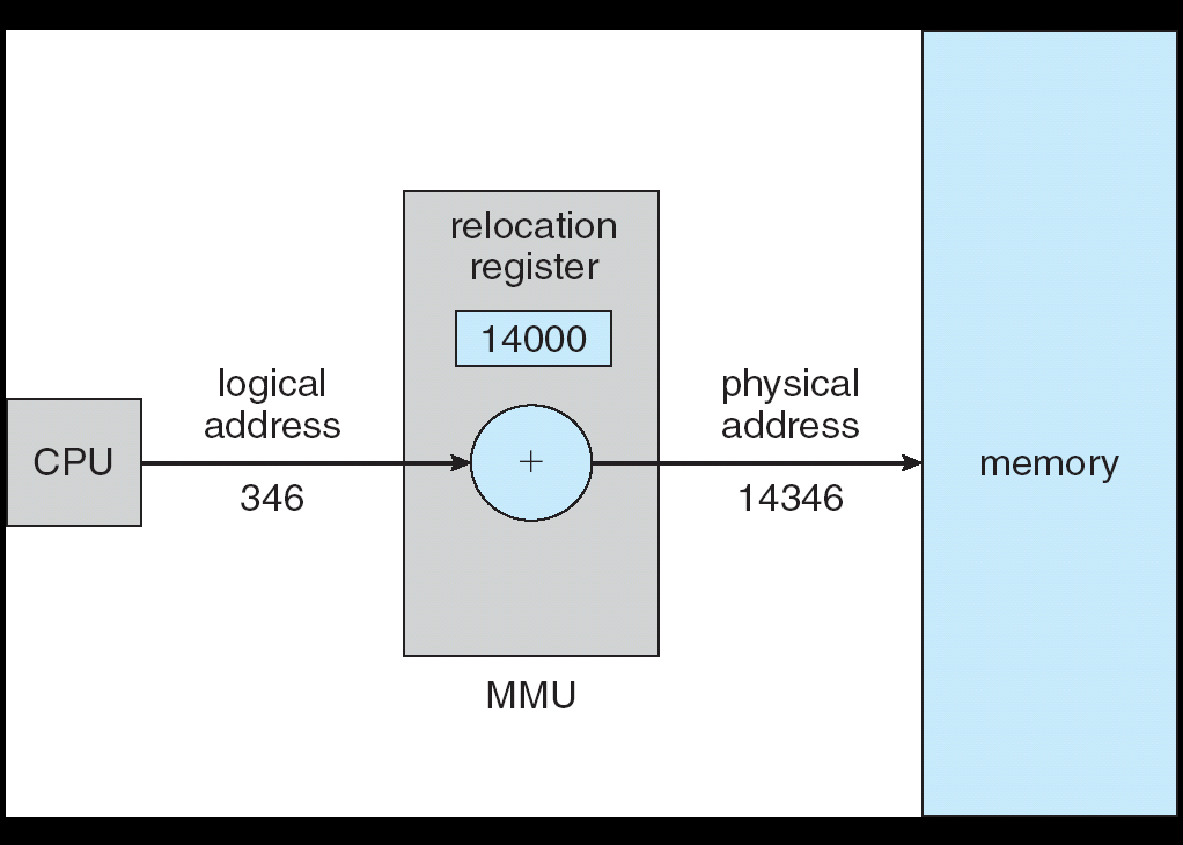 relocation
register
14000
logical
address
physical
address
CPU
+
memory
346
14346
MMU